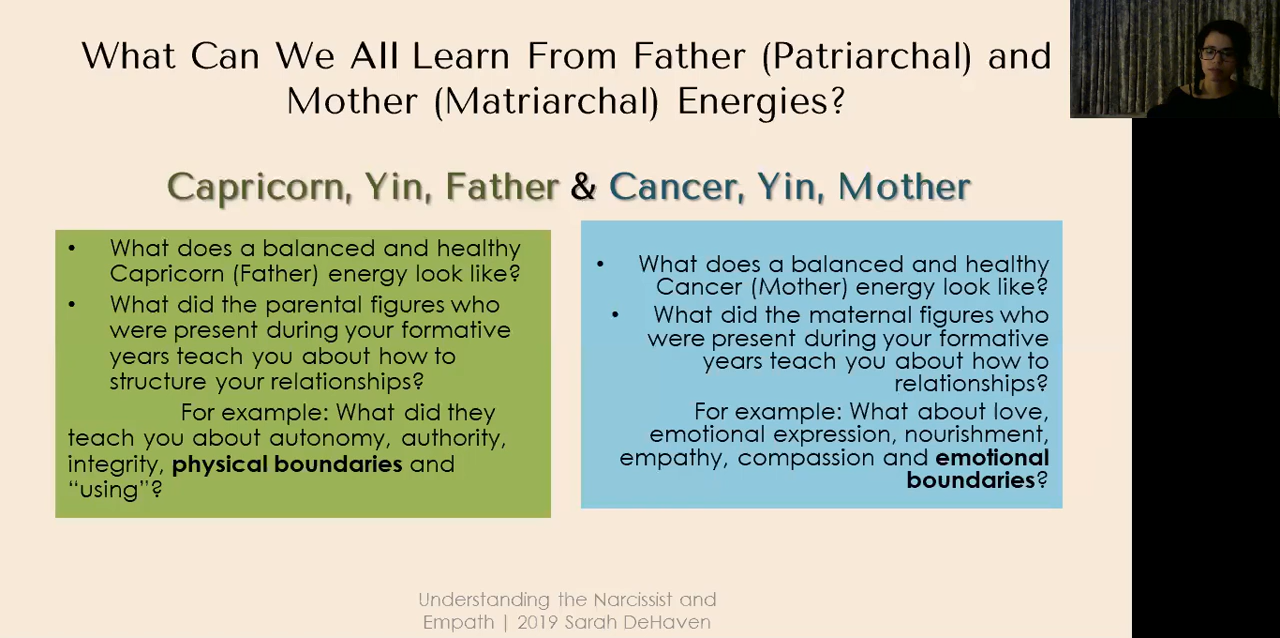 What Can We All Learn From Father (Patriarchal) and
Mother (Matriarchal) Energies?
Capricorn, Yin, Father & Cancer, Yin, Mother
• What does a balanced and healthy
Capricorn (Father) energy look like?
• What did the parental figures who
were present during your formative
years teach you about how to
structure your relationships?
For example: What did they
teach you about autonomy, authority,
integrity, physical boundaries and
“using”?
• What does a balanced and healthy
Cancer (Mother) energy look like?
• What did the maternal figures who
were present during your formative
years teach you about how to
relationships?
For example: What about love,
emotional expression, nourishment,
empathy, compassion and emotional
boundaries?
Understanding the Narcissist and
Empath | 2019 Sarah DeHaven